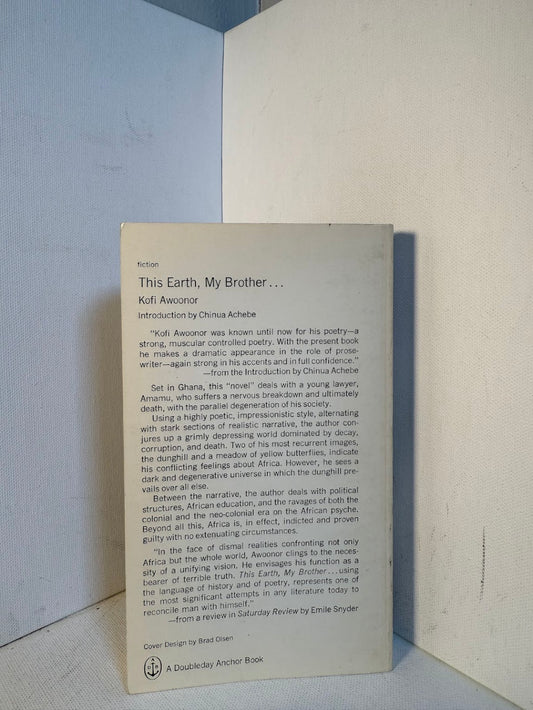 fiction
This Earth, My Brother...
Kofi Awoonor
Introduction by Chinua Achebe
"Kofi Awoonor was known until now for his poetry—a
strong, muscular controlled poetry. With the present book
he makes a dramatic appearance in the role of prose-
writer—again strong in his accents and in full confidence."
—from the Introduction by Chinua Achebe
Set in Ghana, this "novel" deals with a young lawyer,
Amamu, who suffers a nervous breakdown and ultimately
death, with the parallel degeneration of his society.
Using a highly poetic, impressionistic style, alternating
with stark sections of realistic narrative, the author con-
jures up a grimly depressing world dominated by decay,
corruption, and death. Two of his most recurrent images,
the dunghill and a meadow of yellow butterflies, indicate
his conflicting feelings about Africa. However, he sees a
dark and degenerative universe in which the dunghill pre-
vails over all else.
Between the narrative, the author deals with political
structures, African education, and the ravages of both the
colonial and the neo-colonial era on the African psyche.
Beyond all this, Africa is, in effect, indicted and proven
guilty with no extenuating circumstances.
"In the face of dismal realities confronting not only
Africa but the whole world, Awoonor clings to the neces-
sity of a unifying vision. He envisages his function as a
bearer of terrible truth. This Earth, My Brother...using
the language of history and of poetry, represents one of
the most significant attempts in any literature today to
reconcile man with himself."
—from a review in Saturday Review by Emile Snyder
Cover Design by Brad Olsen
A Doubleday Anchor Book